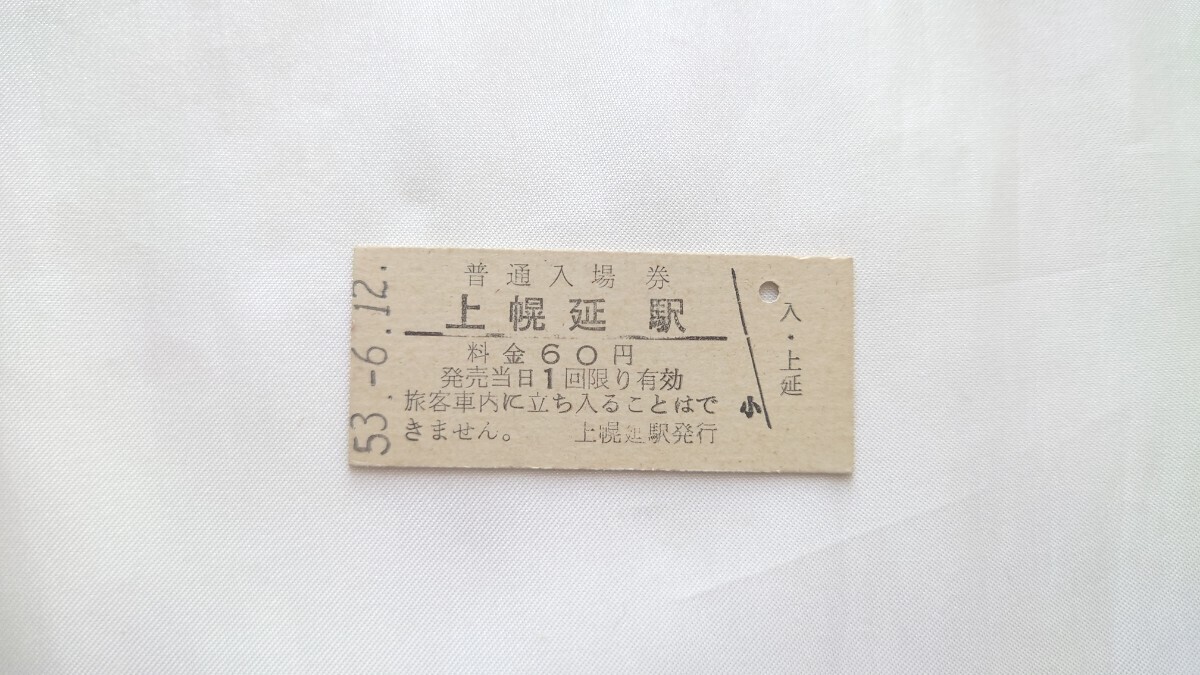 普通入場券
上幌延駅
料金60円
発売当日1回限り有効
旅客車内に立ち入ることはで
きません。 上幌延駅発行
53.-6.12.
入・上延
小